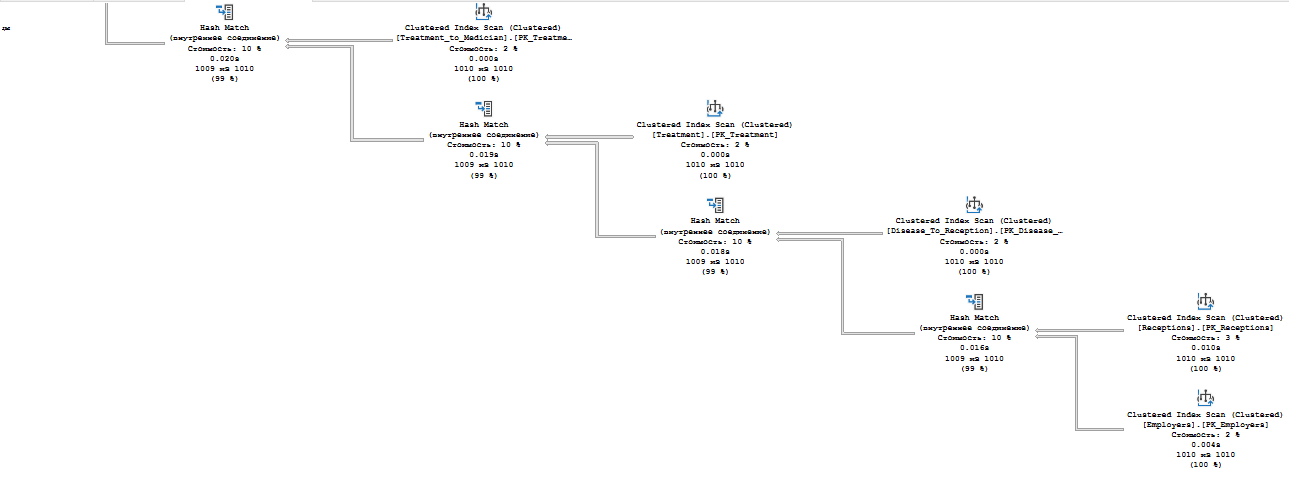 Hash Match
(внутреннее соединение)
Стоимость: 10 %
0.020s
1009 из 1010
(99 %)
Clustered Index Scan (Clustered)
[Treatment_to_Medician].[PK_Treatme…
Стоимость: 2 %
0.000s
1010 из 1010
(100 %)
Hash Match
(внутреннее соединение)
Стоимость: 10 %
0.019s
1009 из 1010
(99 %)
Clustered Index Scan (Clustered)
[Treatment].[PK_Treatment]
Стоимость: 2 %
0.000s
1010 из 1010
(100 %)
Hash Match
(внутреннее соединение)
Стоимость: 10 %
0.018s
1009 из 1010
(99 %)
Clustered Index Scan (Clustered)
[Disease_To_Reception].[PK_Disease_…
Стоимость: 2 %
0.000s
1010 из 1010
(100 %)
Hash Match
(внутреннее соединение)
Стоимость: 10 %
0.016s
1009 из 1010
(99 %)
Clustered Index Scan (Clustered)
[Receptions].[PK_Receptions]
Стоимость: 3 %
0.010s
1010 из 1010
(100 %)
Clustered Index Scan (Clustered)
[Employers].[PK_Employers]
Стоимость: 2 %
0.004s
1010 из 1010
(100 %)